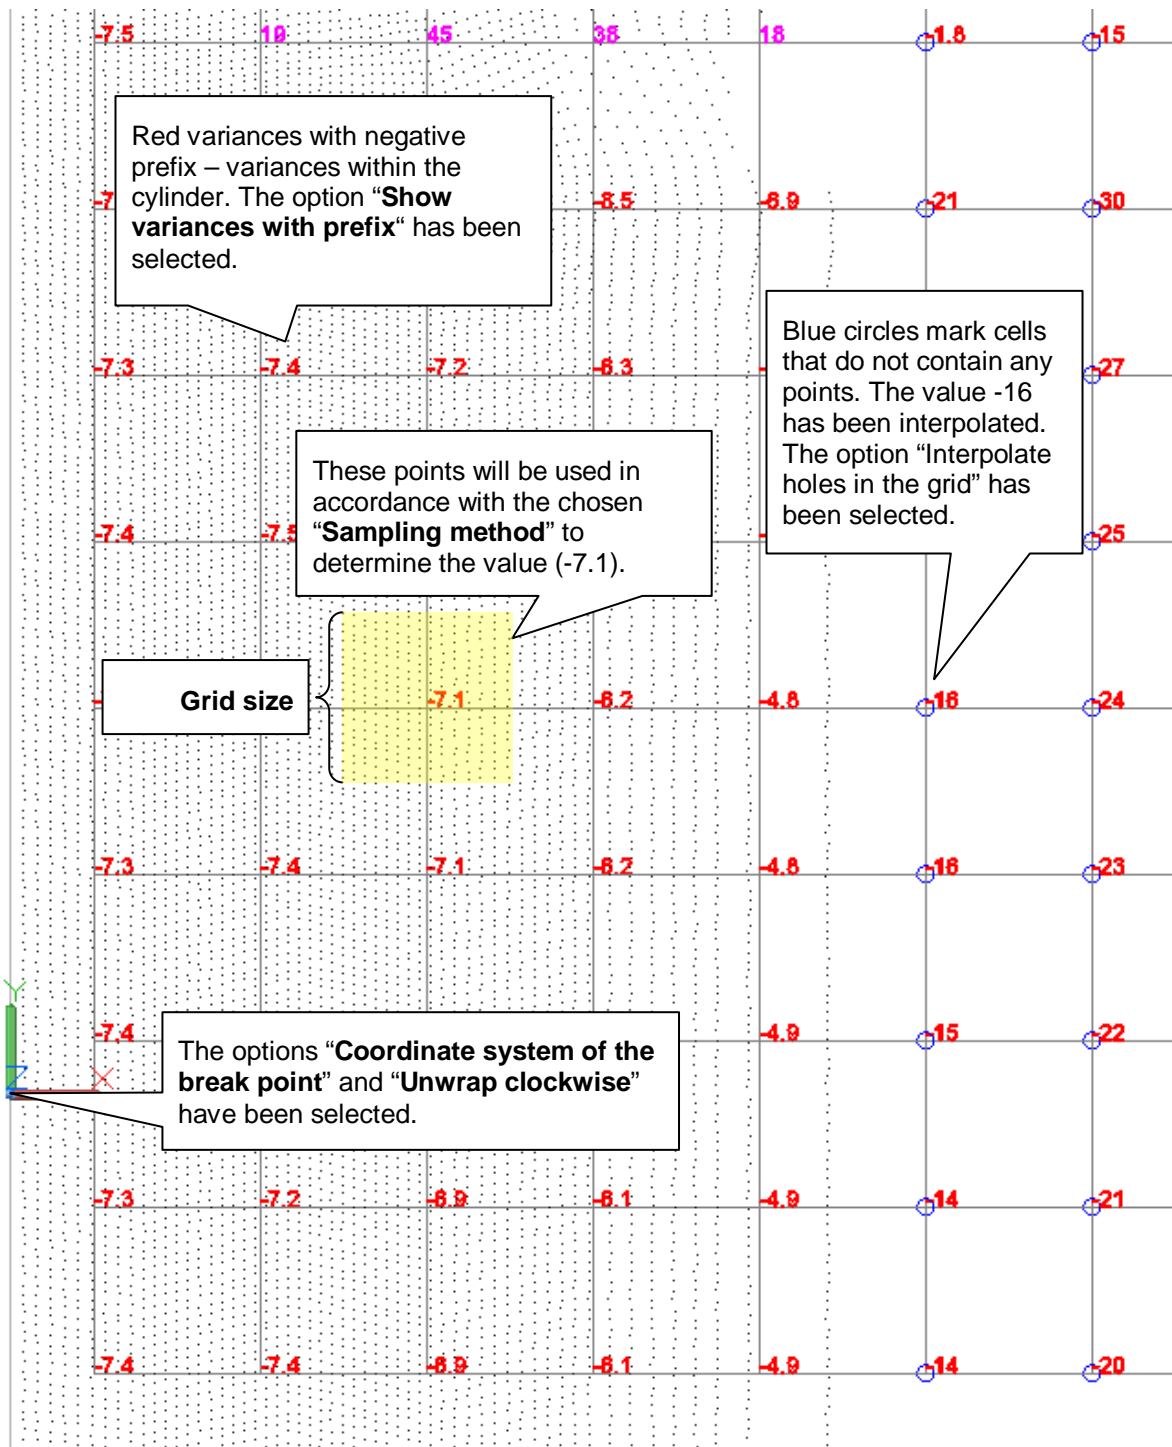 -7.5 19 45 38 18 -1.8 -15
Red variances with negative
prefix – variances within the
cylinder. The option “Show
variances with prefix“ has been
selected.
-6.5 -6.9 -21 -30
Blue circles mark cells
that do not contain any
points. The value -16
has been interpolated.
The option “Interpolate
holes in the grid” has
been selected.
-7.3 -7.4 -7.2 -6.3 -27
These points will be used in
accordance with the chosen
“Sampling method” to
determine the value (-7.1).
-7.4 -7.5 -25
Grid size
-7.1 -6.2 -4.8 -16 -24
-7.3 -7.4 -7.1 -6.2 -4.8 -16 -23
Y
-7.4 -4.9 -15 -22
Z X
The options “Coordinate system of the
break point” and “Unwrap clockwise”
have been selected.
-7.3 -7.2 -6.9 -6.1 -4.9 -14 -21
-7.4 -7.4 -6.9 -6.1 -4.9 -14 -20